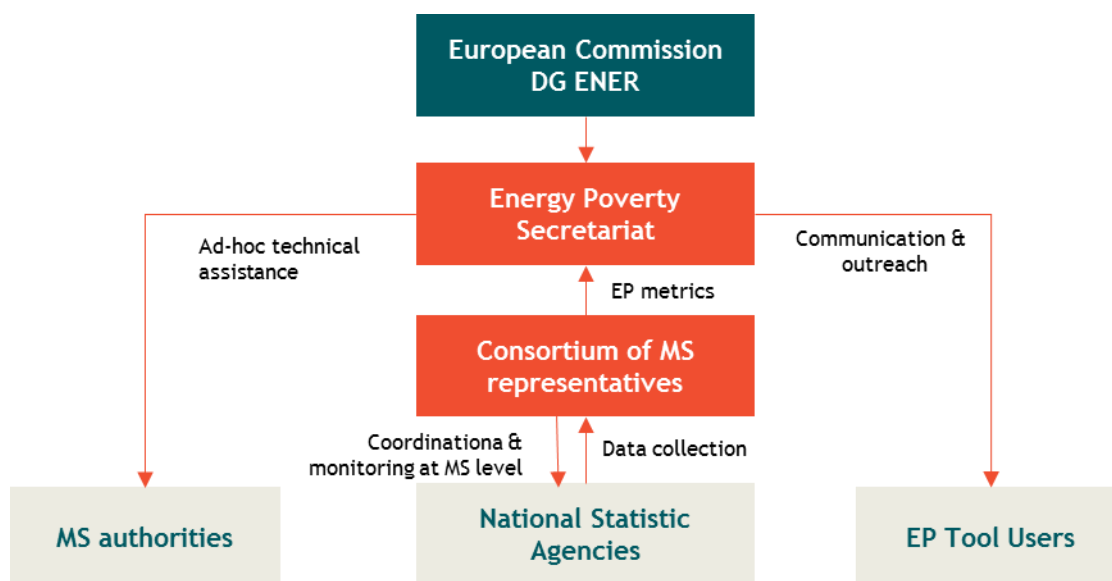 European Commission
DG ENER
Energy Poverty
Secretariat
Ad-hoc technical
assistance
Communication &
outreach
EP metrics
Consortium of MS
representatives
Coordinationa &
monitoring at MS level
Data collection
MS authorities
National Statistic
Agencies
EP Tool Users